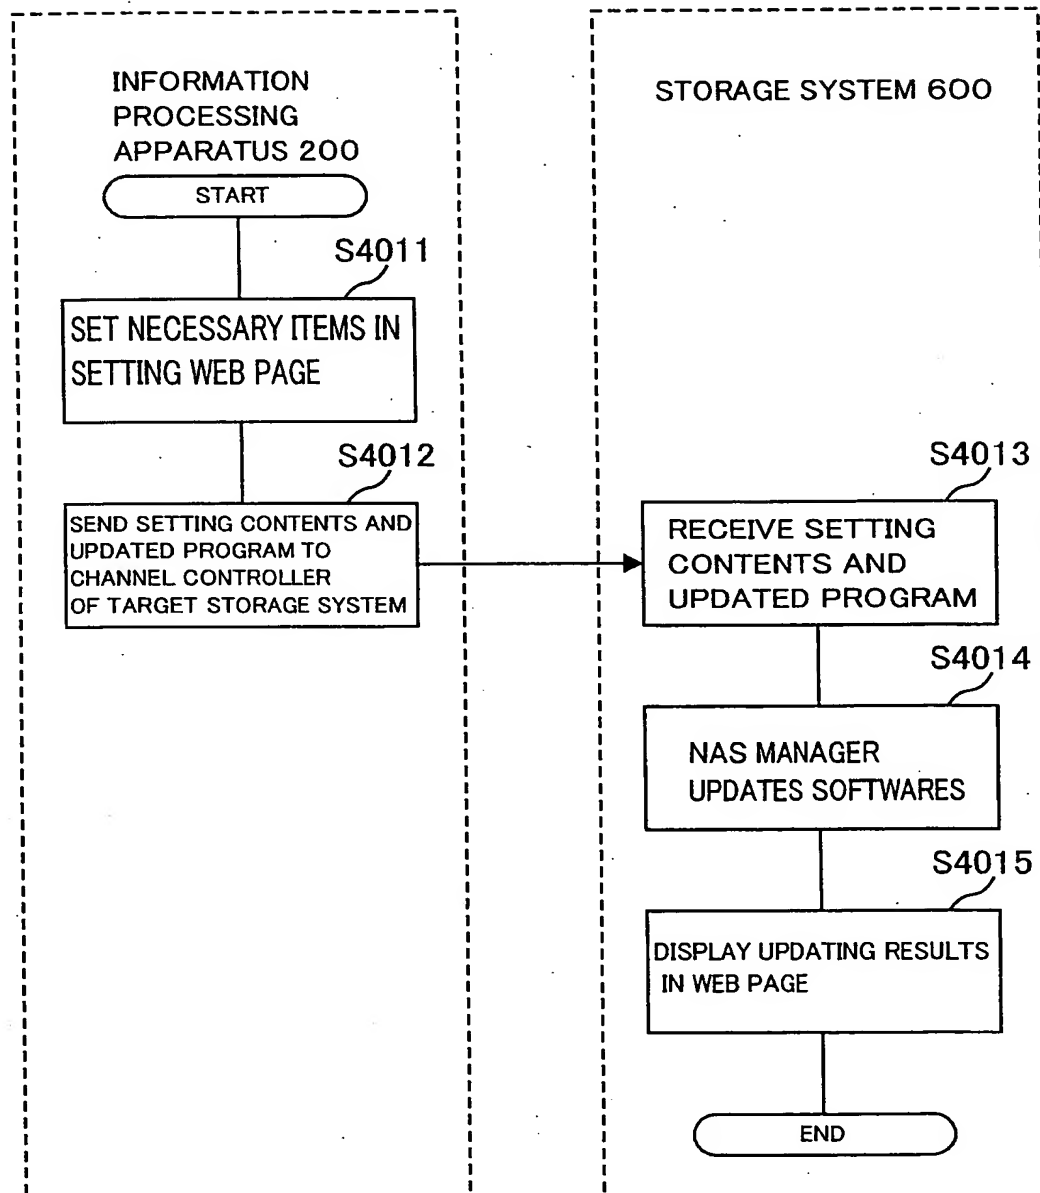 INFORMATION
PROCESSING
APPARATUS 200
START
S4011
SET NECESSARY ITEMS IN
SETTING WEB PAGE
S4012
SEND SETTING CONTENTS AND
UPDATED PROGRAM TO
CHANNEL CONTROLLER
OF TARGET STORAGE SYSTEM
STORAGE SYSTEM 600
S4013
RECEIVE SETTING
CONTENTS AND
UPDATED PROGRAM
S4014
NAS MANAGER
UPDATES SOFTWARES
S4015
DISPLAY UPDATING RESULTS
IN WEB PAGE
END